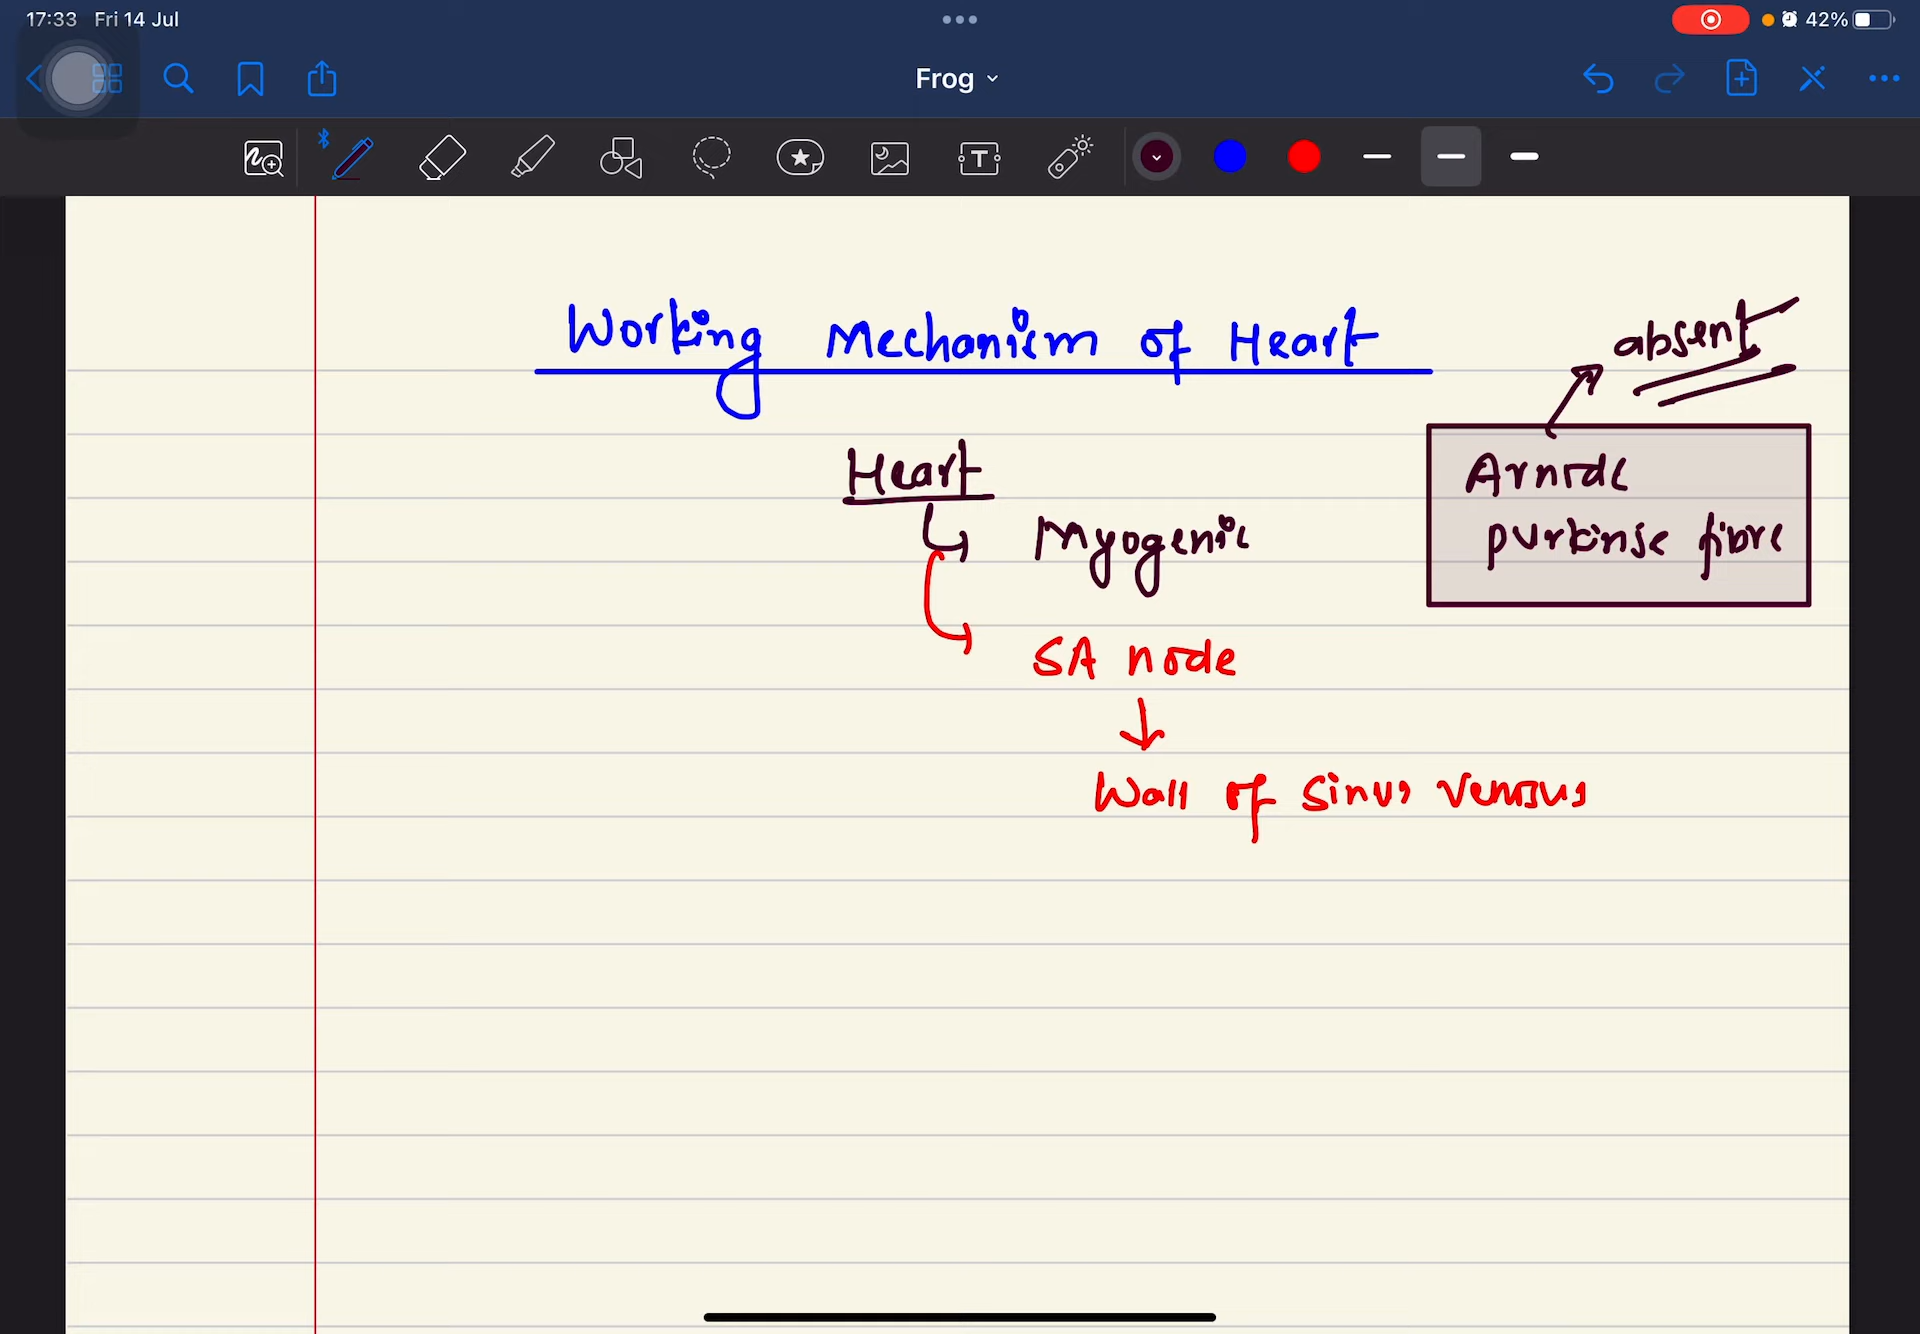 17:33 Fri 14 Jul
42%
Frog
T
Working Mechanism of Heart
absent
Heart
Myogenic
Avnode
purkinse fibre
SA node
Wall of Sinus Venosus